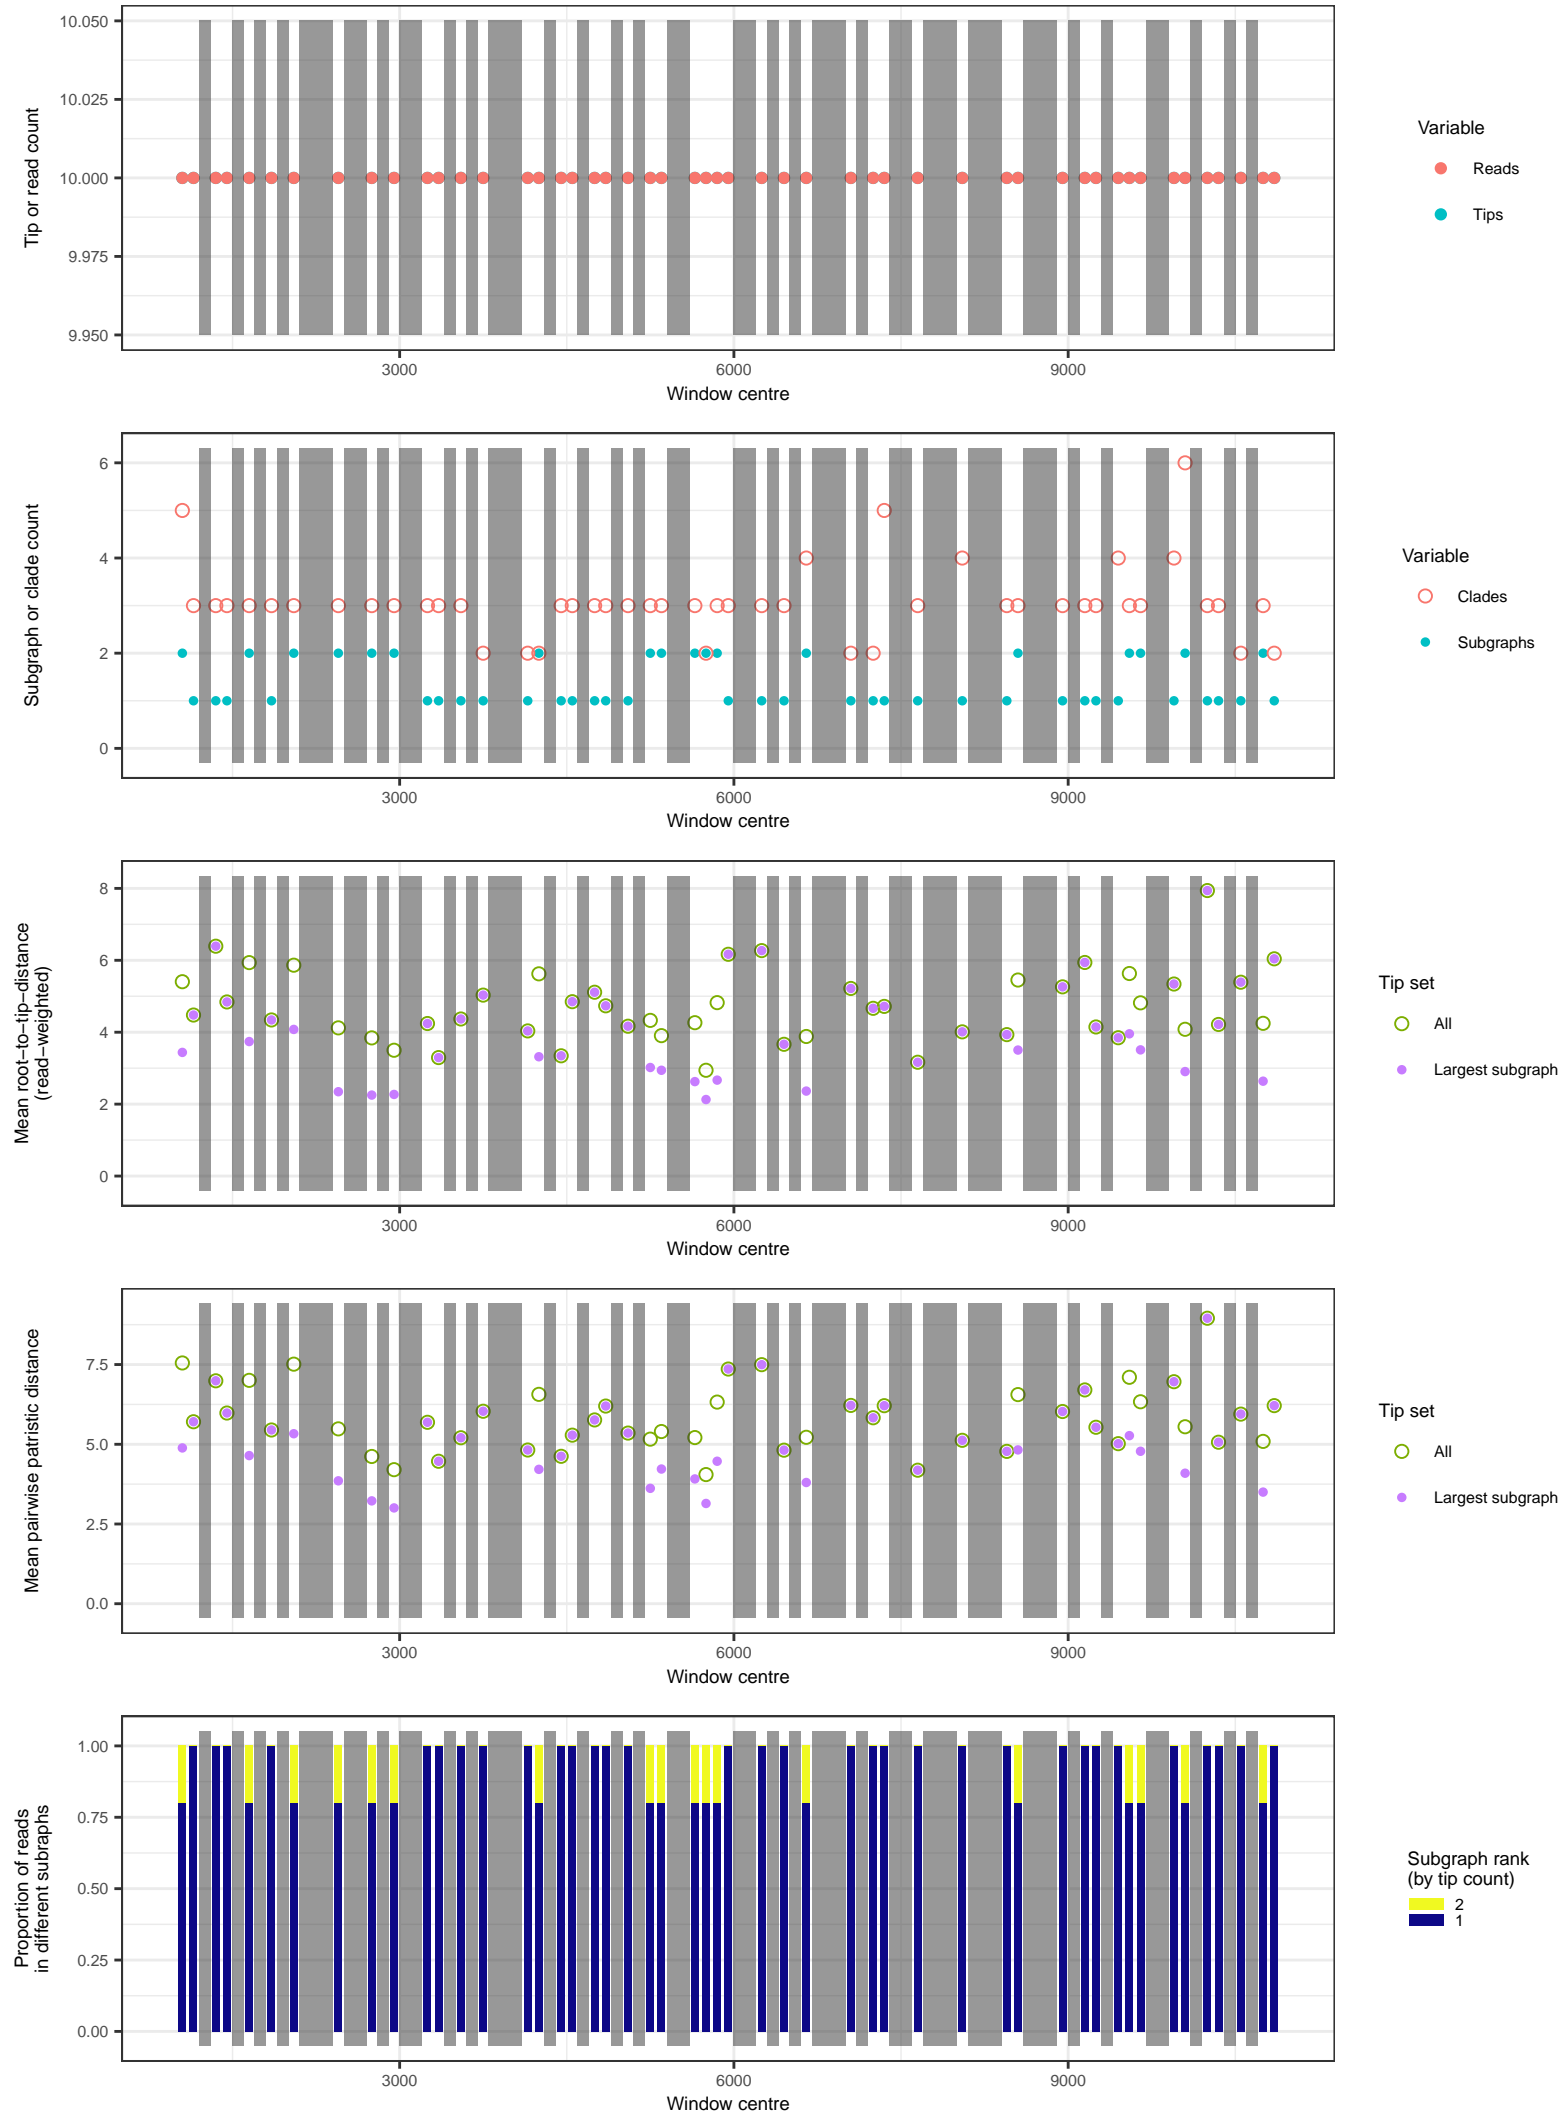 10.050
10.025
10.000
9.975
9.950
Tip or read count
3000
6000
9000
Window centre
Variable
Reads
Tips
6
4
2
0
Subgraph or clade count
3000
6000
9000
Window centre
Variable
Clades
Subgraphs
8
6
4
2
0
Mean root−to−tip−distance
(read−weighted)
3000
6000
9000
Window centre
Tip set
All
Largest subgraph
7.5
5.0
2.5
0.0
Mean pairwise patristic distance
3000
6000
9000
Window centre
Tip set
All
Largest subgraph
1.00
0.75
0.50
0.25
0.00
Proportion of reads
in different subraphs
3000
6000
9000
Window centre
Subgraph rank
(by tip count)
2
1